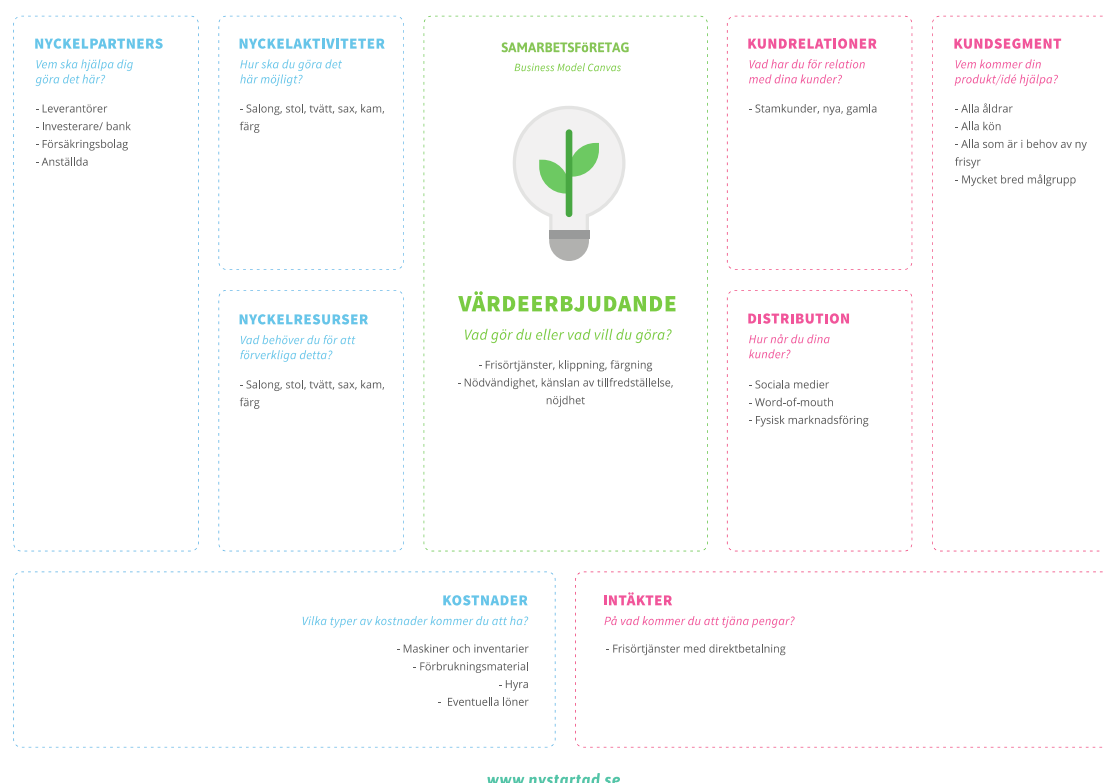 NYCKELPARTNERS
Vem ska hjälpa dig
göra det här?
- Leverantörer
- Investerare/ bank
- Försäkringsbolag
- Anställda
NYCKELAKTIVITETER
Hur ska du göra det
här möjligt?
- Salong, stol, tvätt, sax, kam,
färg
NYCKELRESURSER
Vad behöver du för att
förverkliga detta?
- Salong, stol, tvätt, sax, kam,
färg
SAMARBETSFöRETAG
Business Model Canvas
VÄRDEERBJUDANDE
Vad gör du eller vad vill du göra?
- Frisörtjänster, klippning, färgning
- Nödvändighet, känslan av tillfredställelse,
nöjdhet
KUNDRELATIONER
Vad har du för relation
med dina kunder?
- Stamkunder, nya, gamla
DISTRIBUTION
Hur når du dina
kunder?
- Sociala medier
- Word-of-mouth
- Fysisk marknadsföring
KUNDSEGMENT
Vem kommer din
produkt/idé hjälpa?
- Alla åldrar
- Alla kön
- Alla som är i behov av ny
frisyr
- Mycket bred målgrupp
KOSTNADER
Vilka typer av kostnader kommer du att ha?
- Maskiner och inventarier
- Förbrukningsmaterial
- Hyra
- Eventuella löner
INTÄKTER
På vad kommer du att tjäna pengar?
- Frisörtjänster med direktbetalning
www.nystartad.se